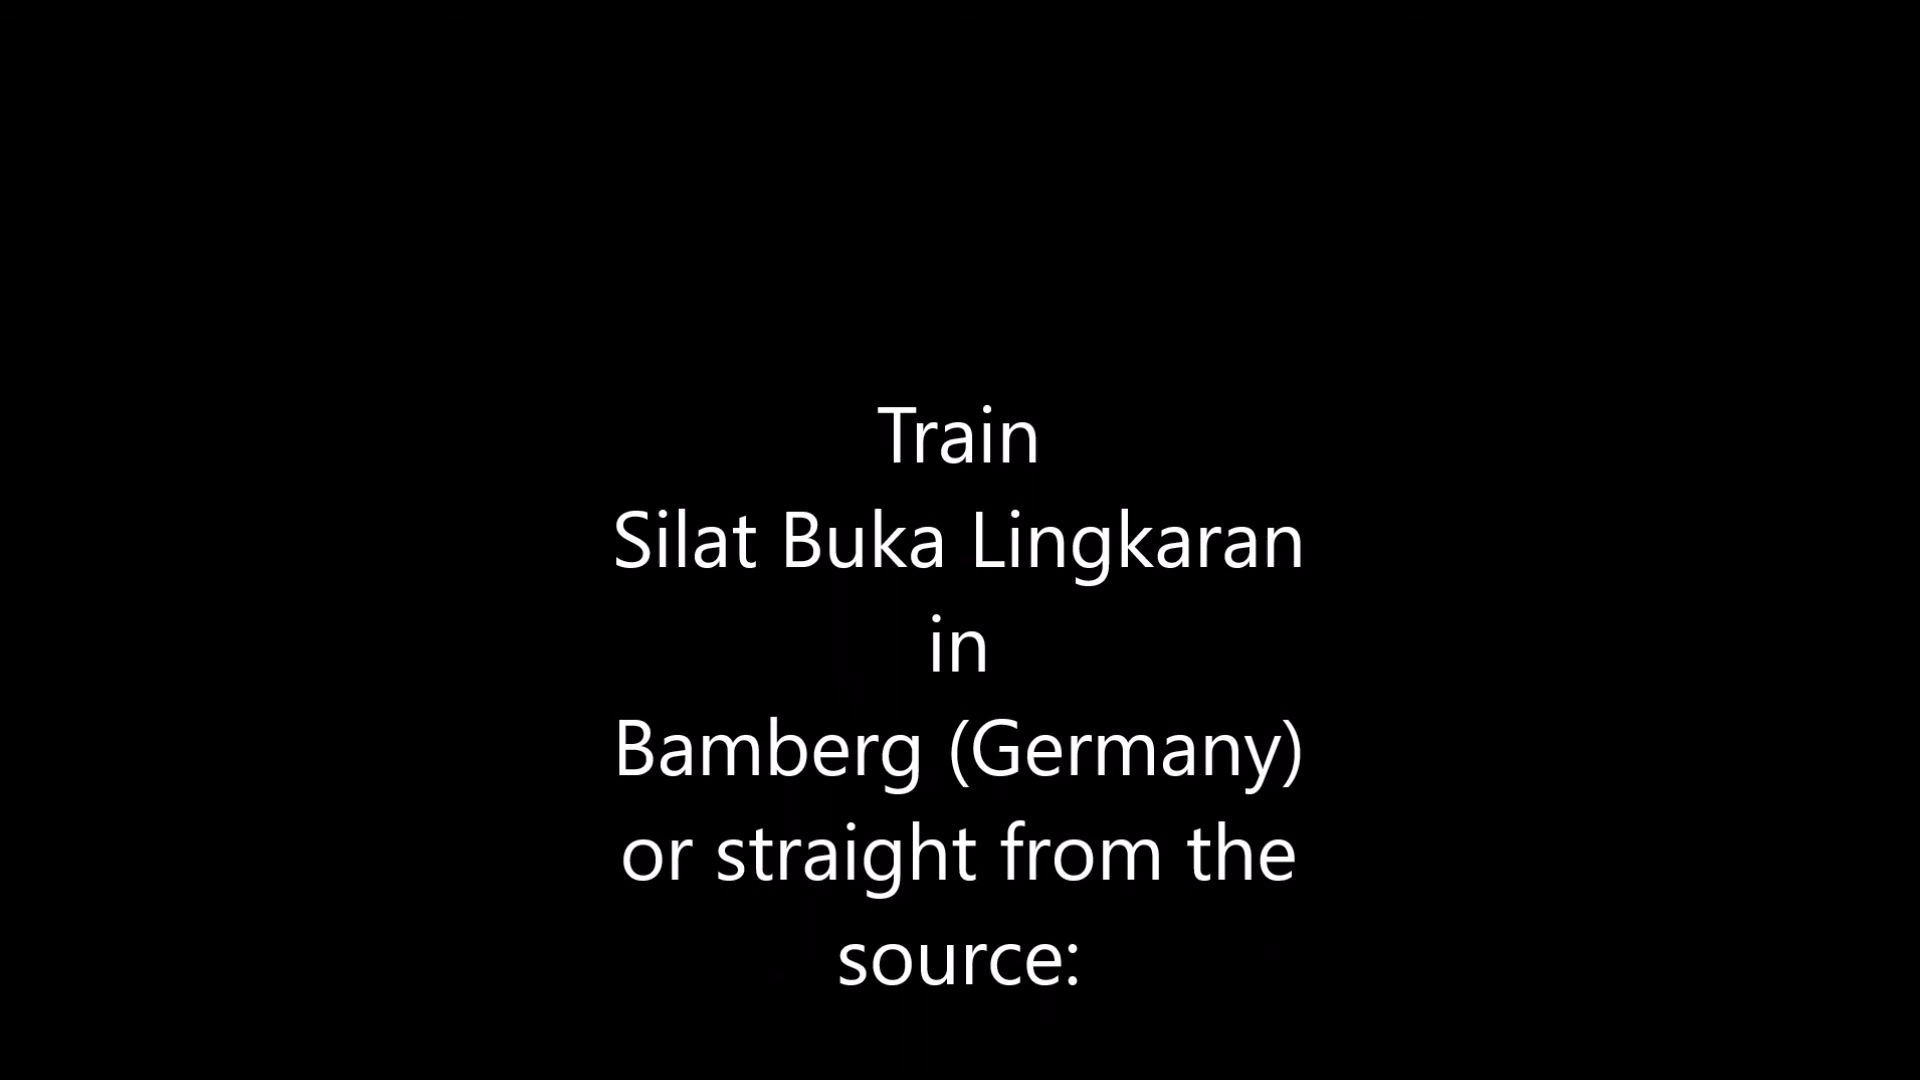 Train
Silat Buka Lingkaran
in
Bamberg (Germany)
or straight from the
source: